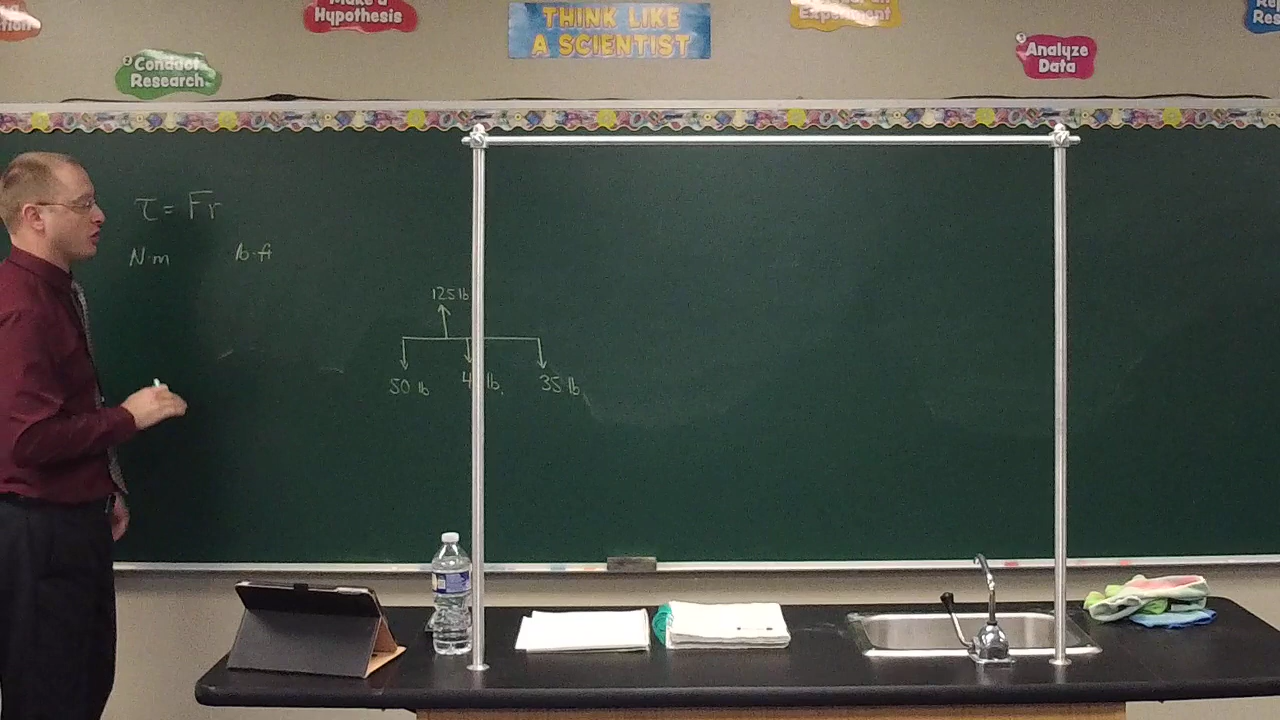 Make a
Hypothesis
THINK LIKE
A SCIENTIST
Experiment
Conduct
Research
Analyze
Data
τ = Fr
N·m lb·ft
125 lb
50 lb lb. 35 lb